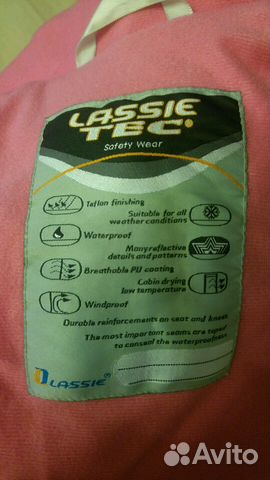 LASSIE
TEC®
Safety Wear
Teflon finishing
Suitable for all
weather conditions
Waterproof
Many reflective
details and patterns
Breathable PU coating
Cabin drying
low temperature
Windproof
Durable reinforcements on seat and knees
The most important seams are taped
to conseal the waterproofness
LASSIE®
Avito